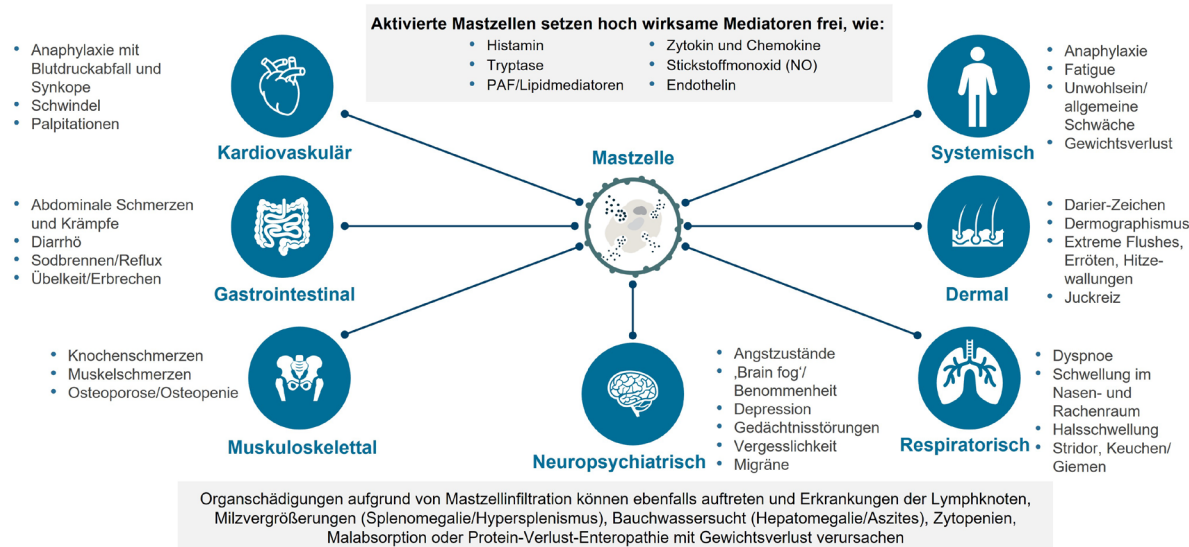 Aktivierte Mastzellen setzen hoch wirksame Mediatoren frei, wie:
• Histamin
• Tryptase
• PAF/Lipidmediatoren
• Zytokin und Chemokine
• Stickstoffmonoxid (NO)
• Endothelin
• Anaphylaxie mit
Blutdruckabfall und
Synkope
• Schwindel
• Palpitationen
Kardiovaskulär
• Abdominale Schmerzen
und Krämpfe
• Diarrhö
• Sodbrennen/Reflux
• Übelkeit/Erbrechen
Gastrointestinal
• Knochenschmerzen
• Muskelschmerzen
• Osteoporose/Osteopenie
Muskuloskelettal
Mastzelle
Neuropsychiatrisch
• Angstzustände
• ‚Brain fog‘/
Benommenheit
• Depression
• Gedächtnisstörungen
• Vergesslichkeit
• Migräne
Systemisch
• Anaphylaxie
• Fatigue
• Unwohlsein/
allgemeine
Schwäche
• Gewichtsverlust
Dermal
• Darier-Zeichen
• Dermographismus
• Extreme Flushes,
Erröten, Hitze-
wallungen
• Juckreiz
Respiratorisch
• Dyspnoe
• Schwellung im
Nasen- und
Rachenraum
• Halsschwellung
• Stridor, Keuchen/
Giemen
Organschädigungen aufgrund von Mastzellinfiltration können ebenfalls auftreten und Erkrankungen der Lymphknoten,
Milzvergrößerungen (Splenomegalie/Hypersplenismus), Bauchwassersucht (Hepatomegalie/Aszites), Zytopenien,
Malabsorption oder Protein-Verlust-Enteropathie mit Gewichtsverlust verursachen